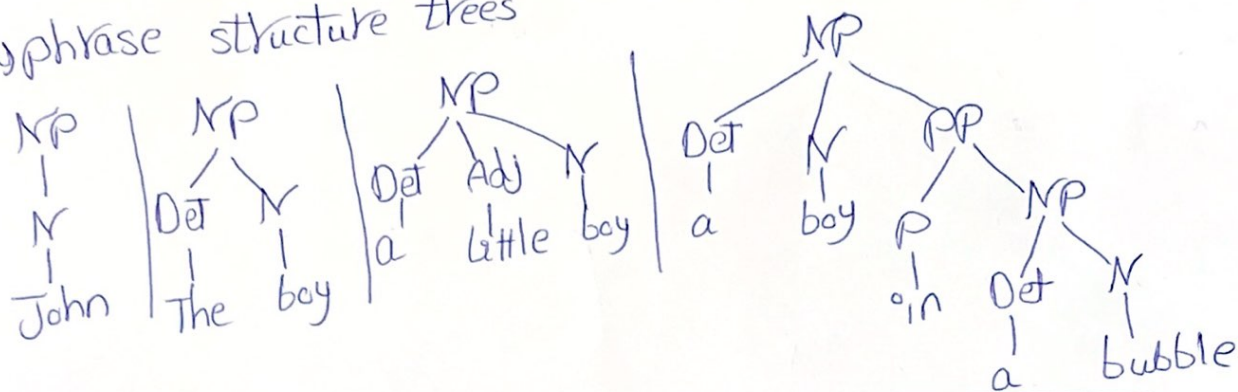 phrase structure trees
NP
N
John
NP
Det N
The boy
NP
Det Adj N
a little boy
NP
Det N PP
a boy P NP
in Det N
a bubble